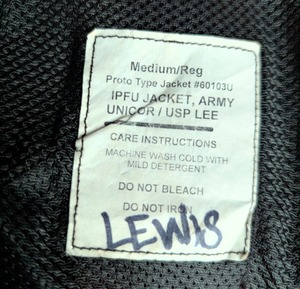 Medium/Reg
Proto Type Jacket #60103U
IPFU JACKET, ARMY
UNICOR / USP LEE
CARE INSTRUCTIONS
MACHINE WASH COLD WITH
MILD DETERGENT
DO NOT BLEACH
DO NOT IRON
LEWIS